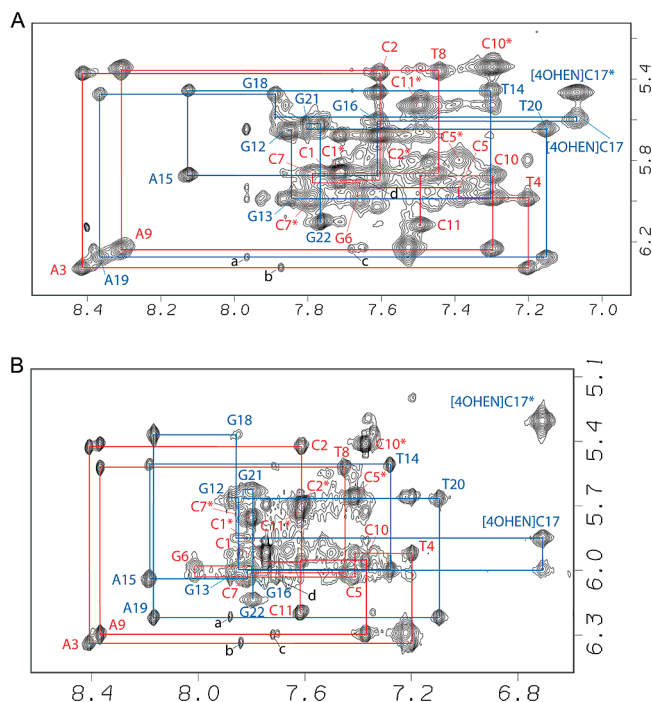 A
C2
T8
C10*
5.4
G18
C11*
T14
[4OHEN]C17*
G21
G16
T20
G12
C5*
[4OHEN]C17
C7
C1
C1*
C2*
C5
C10
5.8
A15
d
T4
G13
C7*
G22
G6
C11
6.2
A3
A9
A19
a
b
c
8.4
8.2
8.0
7.8
7.6
7.4
7.2
7.0
B
5.1
[4OHEN]C17*
5.4
G18
C2
T8
C10*
T14
G12
G21
C2*
C5*
T20
5.7
C7*
C1*
C11*
C10
[4OHEN]C17
C1
T4
G6
6.0
A15
G13
C7
G16
d
C5
A19
G22
C11
a
6.3
A3
A9
b
c
8.4
8.0
7.6
7.2
6.8